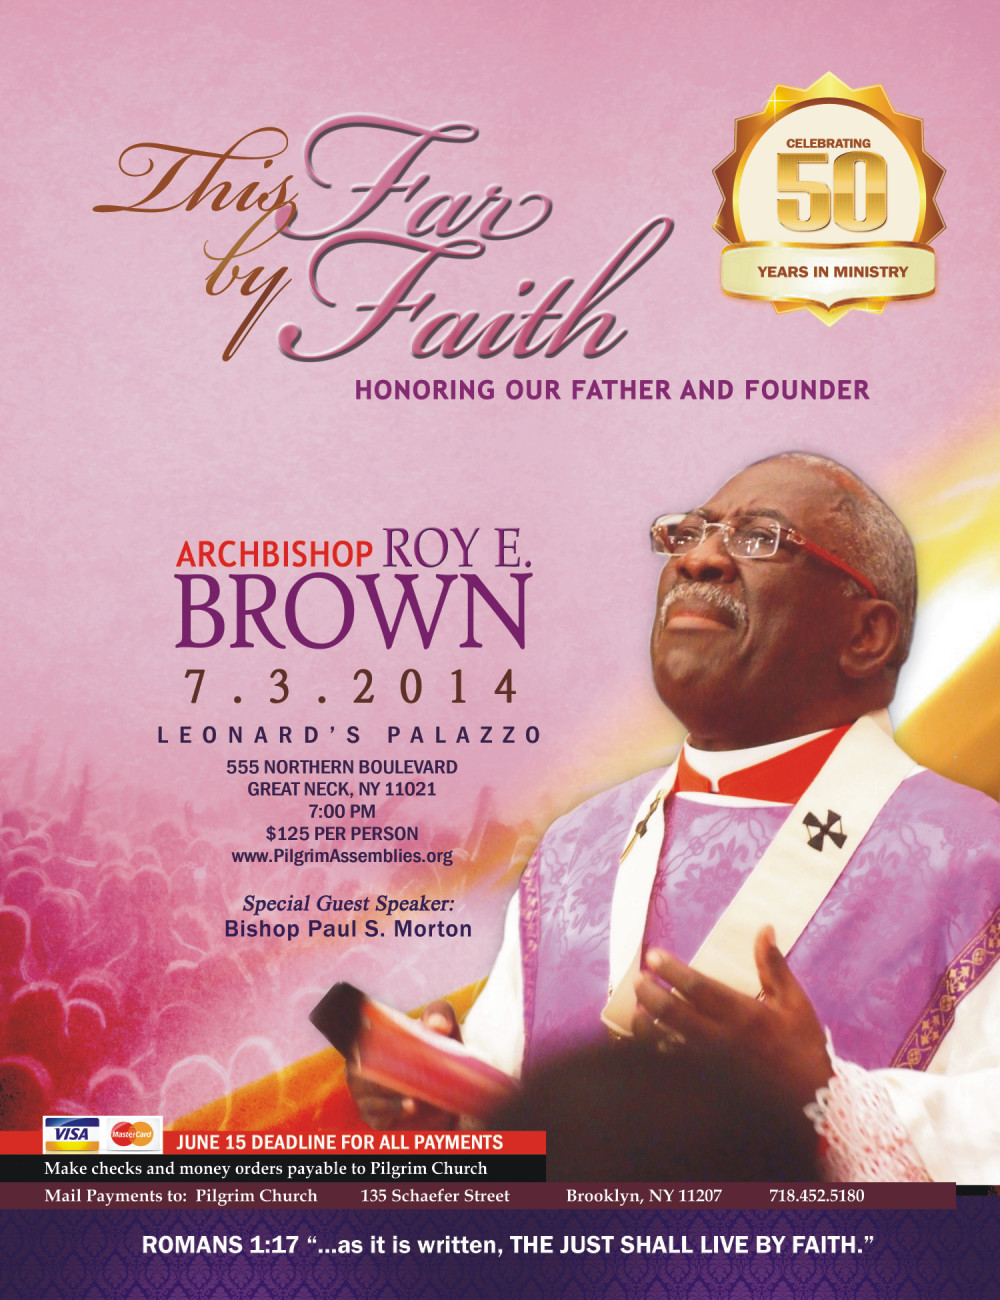 This Far
by Faith
CELEBRATING
50
YEARS IN MINISTRY
HONORING OUR FATHER AND FOUNDER
ARCHBISHOP ROY E.
BROWN
7.3.2014
LEONARD'S PALAZZO
555 NORTHERN BOULEVARD
GREAT NECK, NY 11021
7:00 PM
$125 PER PERSON
www.PilgrimAssemblies.org
Special Guest Speaker:
Bishop Paul S. Morton
VISA MasterCard JUNE 15 DEADLINE FOR ALL PAYMENTS
Make checks and money orders payable to Pilgrim Church
Mail Payments to: Pilgrim Church 135 Schaefer Street Brooklyn, NY 11207 718.452.5180
ROMANS 1:17 “...as it is written, THE JUST SHALL LIVE BY FAITH.”